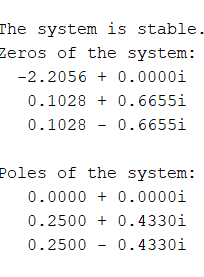 The system is stable.
Zeros of the system:
-2.2056 + 0.0000i
0.1028 + 0.6655i
0.1028 - 0.6655i
Poles of the system:
0.0000 + 0.0000i
0.2500 + 0.4330i
0.2500 - 0.4330i